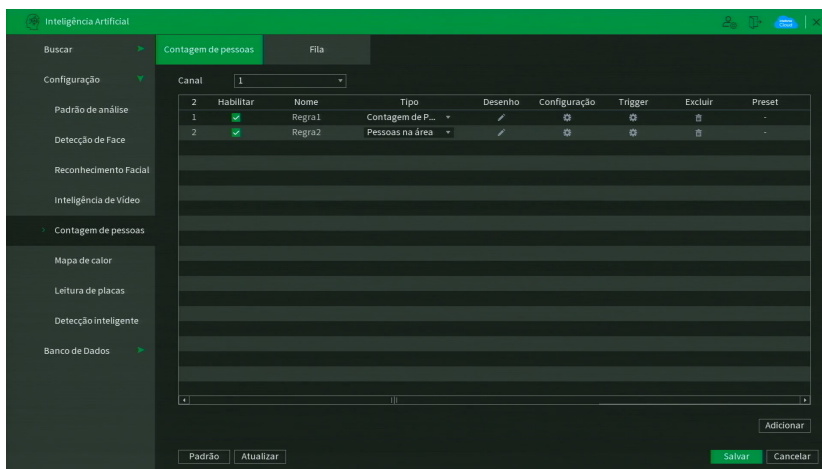 Inteligência Artificial
Buscar
Contagem de pessoas Fila
Configuração
Canal 1
2 Habilitar Nome Tipo Desenho Configuração Trigger Excluir Preset
1 Regra1 Contagem de P... -
2 Regra2 Pessoas na área -
Padrão de análise
Detecção de Face
Reconhecimento Facial
Inteligência de Vídeo
Contagem de pessoas
Mapa de calor
Leitura de placas
Detecção inteligente
Banco de Dados
Adicionar
Padrão Atualizar Salvar Cancelar